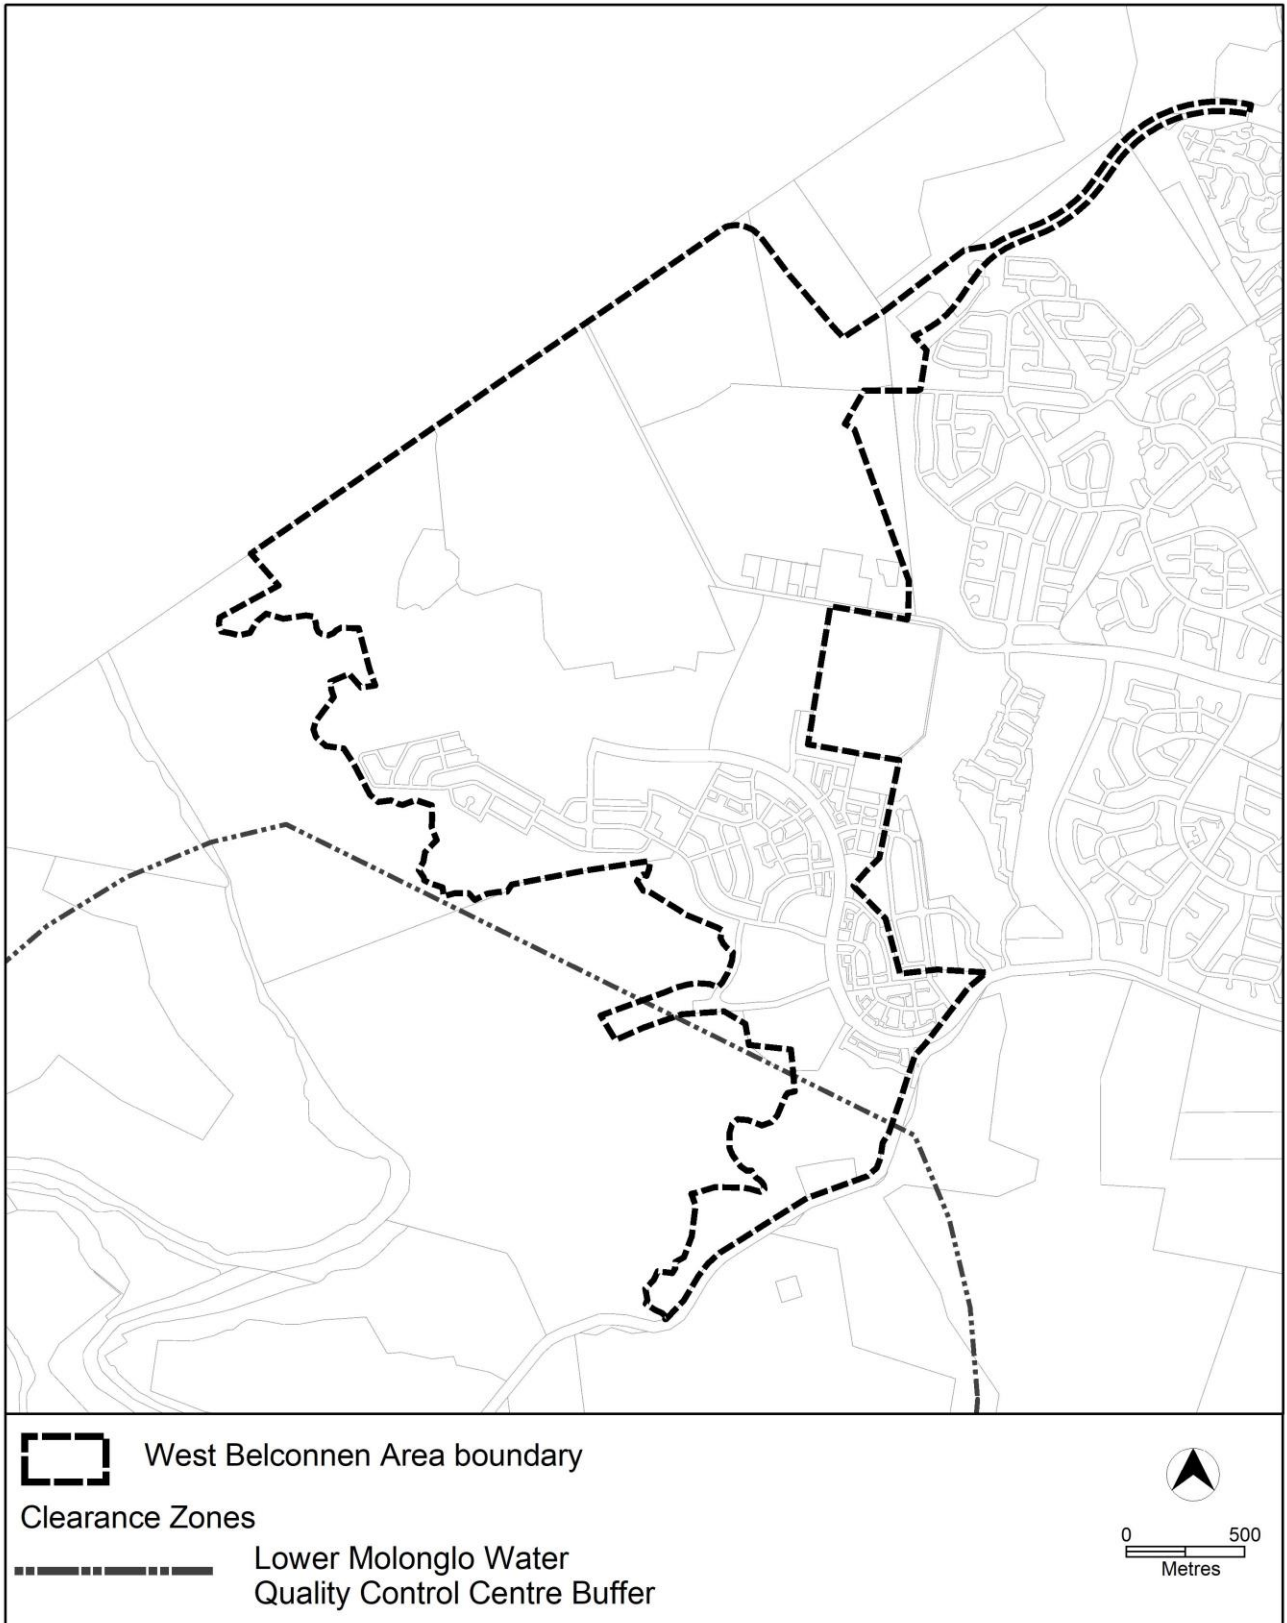 West Belconnen Area boundary
Clearance Zones
Lower Molonglo Water
Quality Control Centre Buffer
0 500
Metres